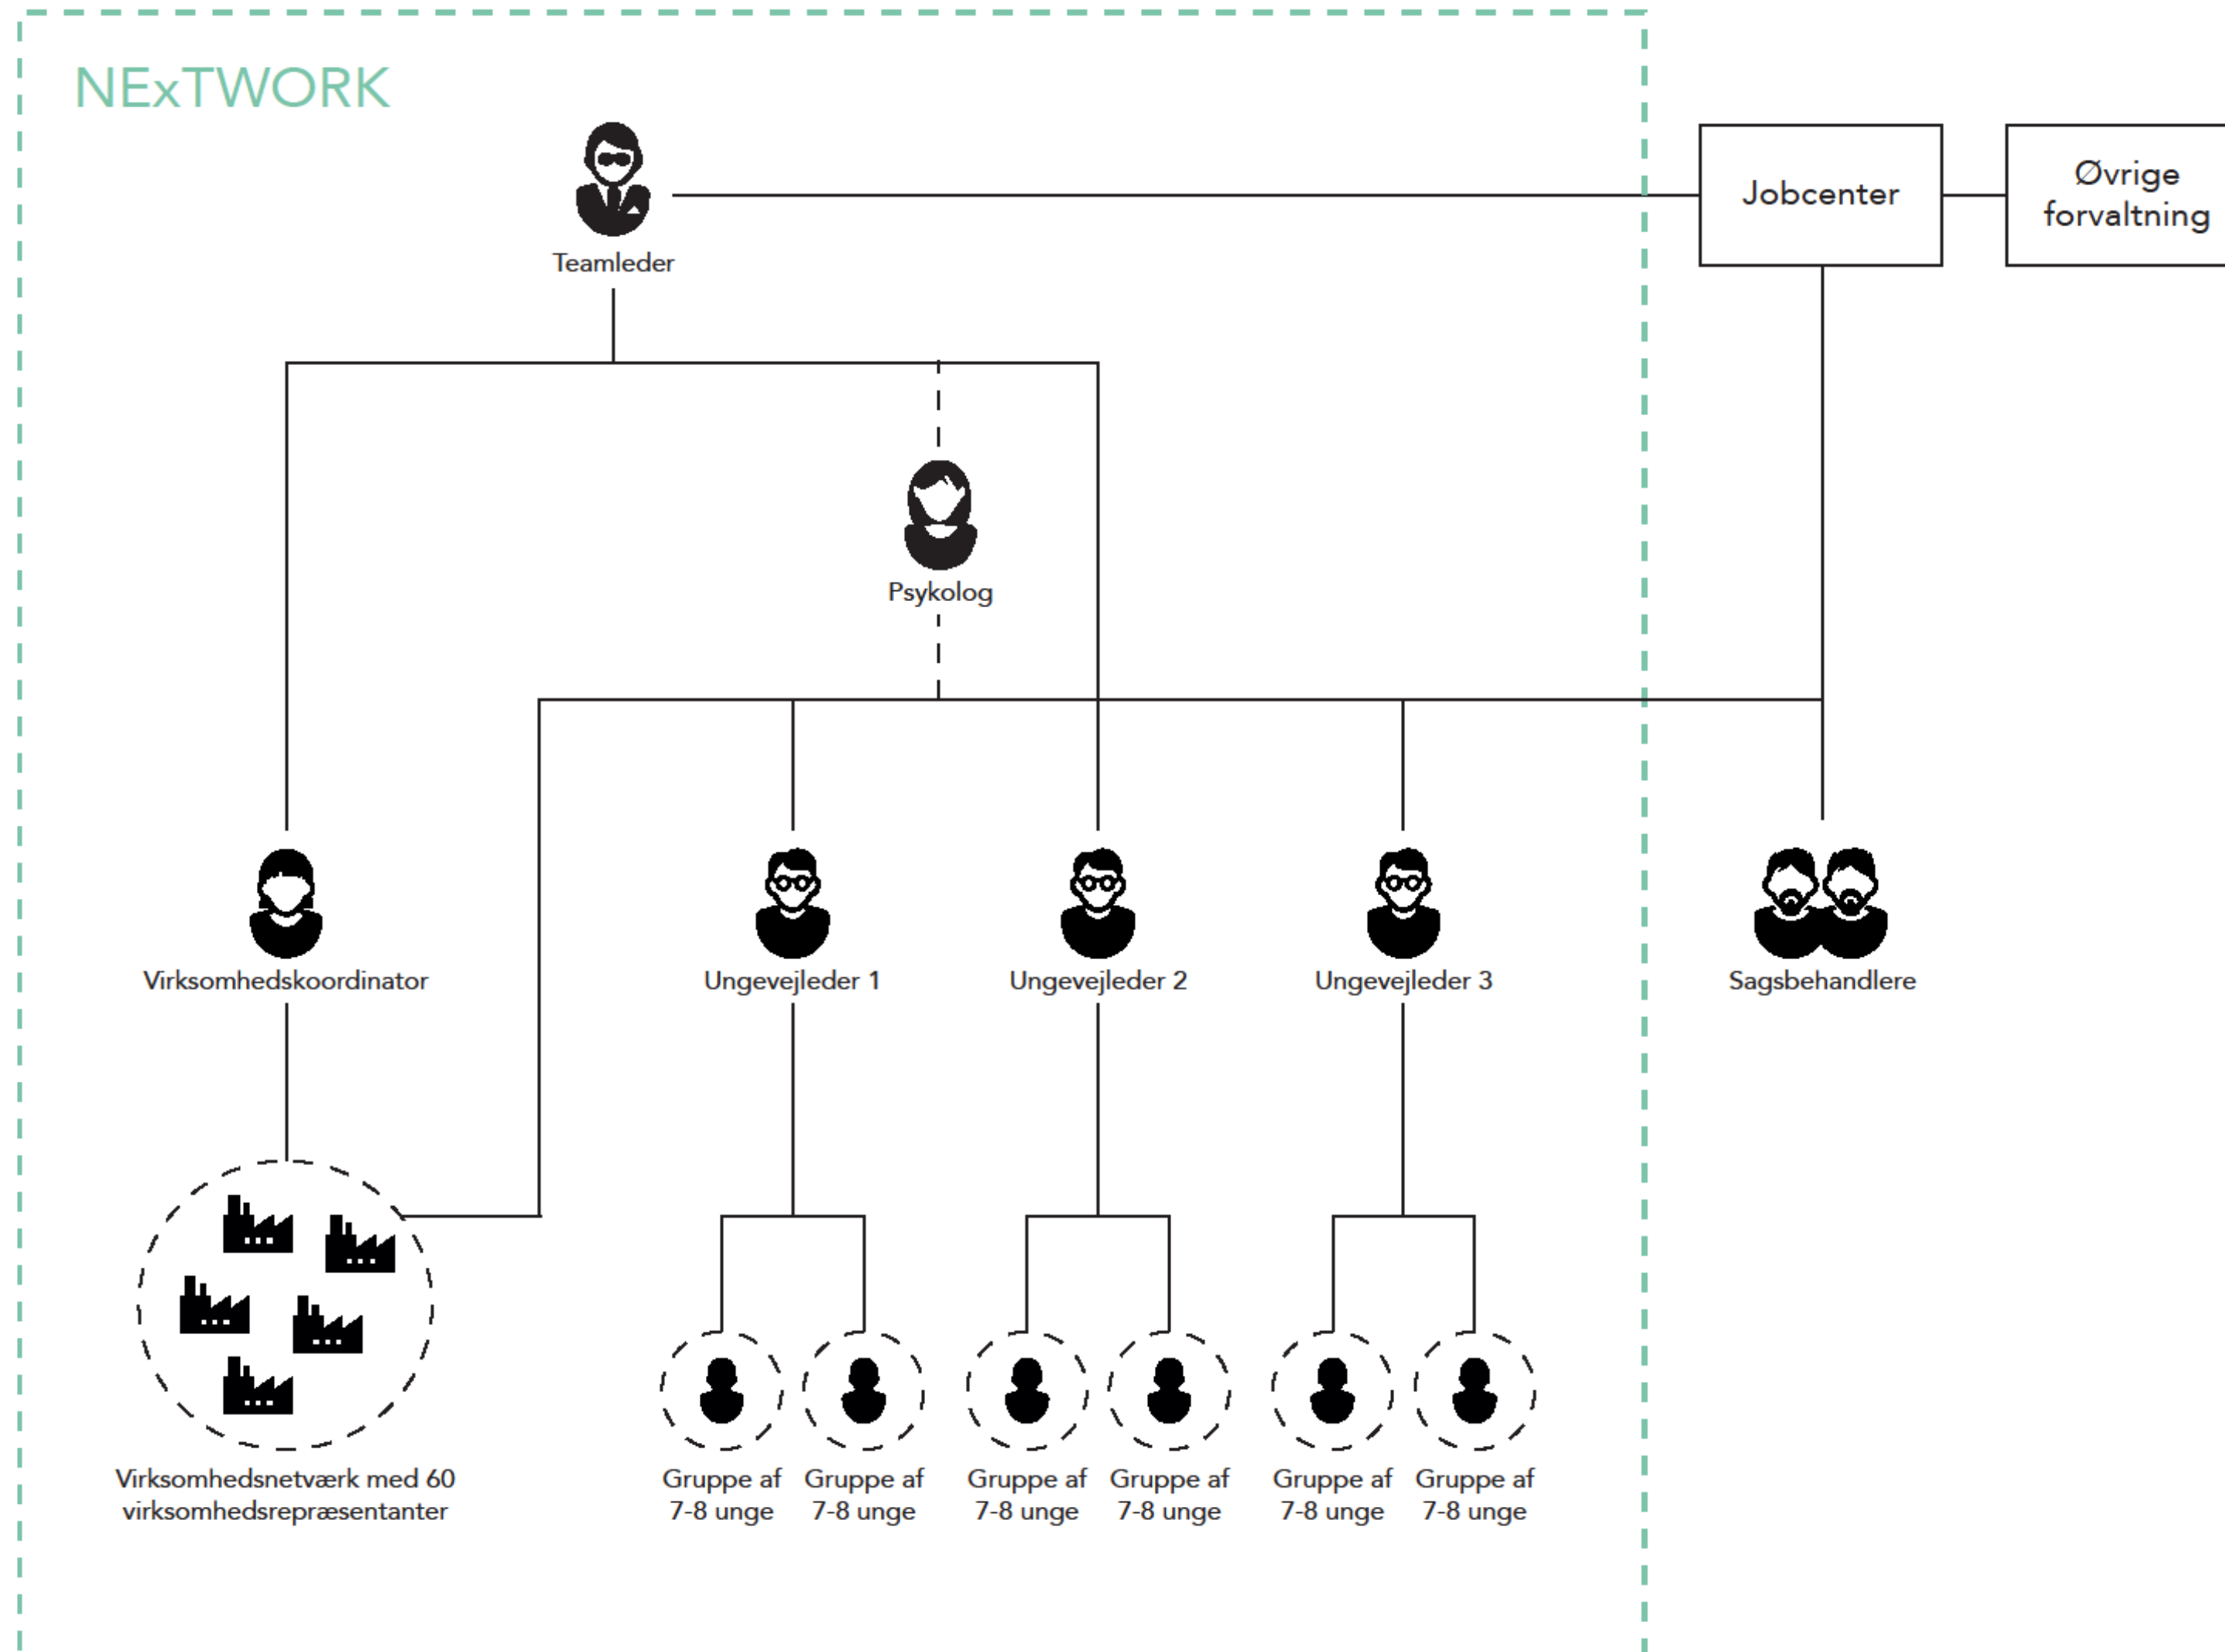 NExTWORK
Teamleder
Jobcenter
Øvrige
forvaltning
Psykolog
Virksomhedskoordinator
Ungevejleder 1
Ungevejleder 2
Ungevejleder 3
Sagsbehandlere
Virksomhedsnetværk med 60
virksomhedsrepræsentanter
Gruppe af
7-8 unge
Gruppe af
7-8 unge
Gruppe af
7-8 unge
Gruppe af
7-8 unge
Gruppe af
7-8 unge
Gruppe af
7-8 unge